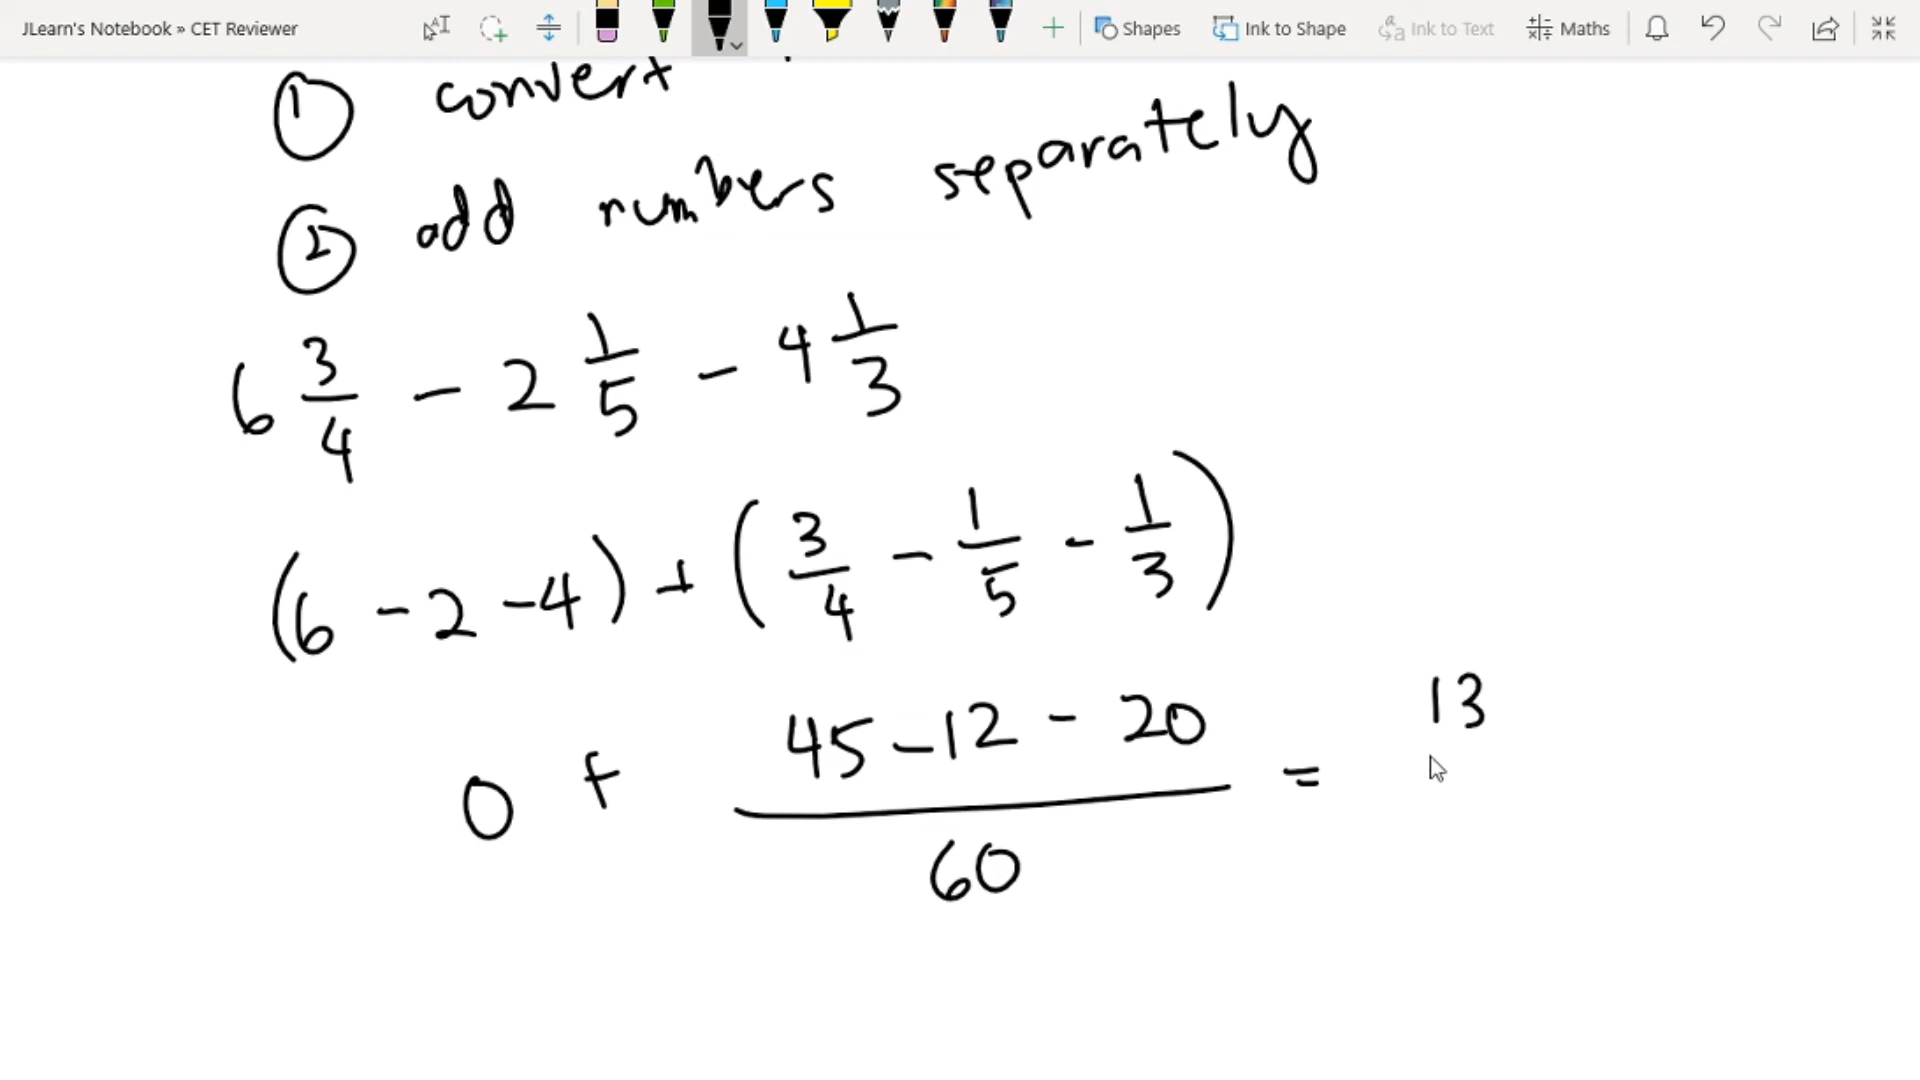 JLearn's Notebook » CET Reviewer Shapes Ink to Shape Ink to Text Maths
① convert
② add numbers separately
6 3/4 - 2 1/5 - 4 1/3
(6 - 2 - 4) + (3/4 - 1/5 - 1/3)
0 + (45 - 12 - 20)/60 = 13